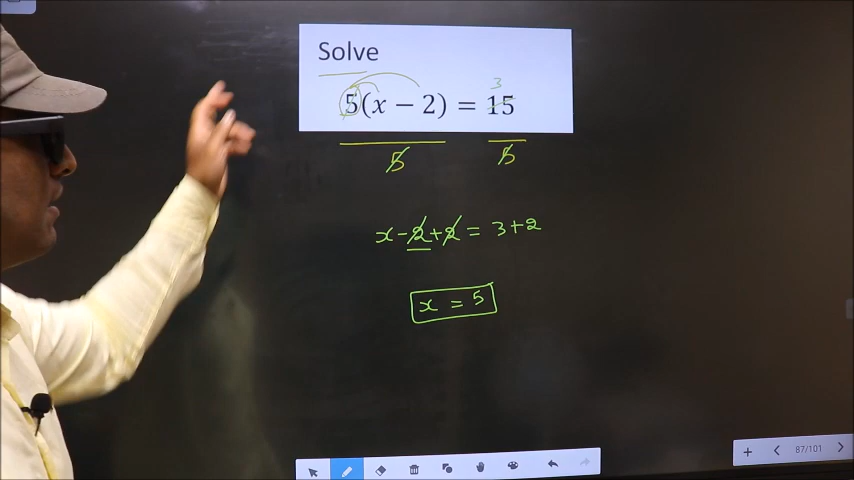 Solve
3
5(x − 2) = 15
5 5
x - 2 + 2 = 3 + 2
x = 5
87/101